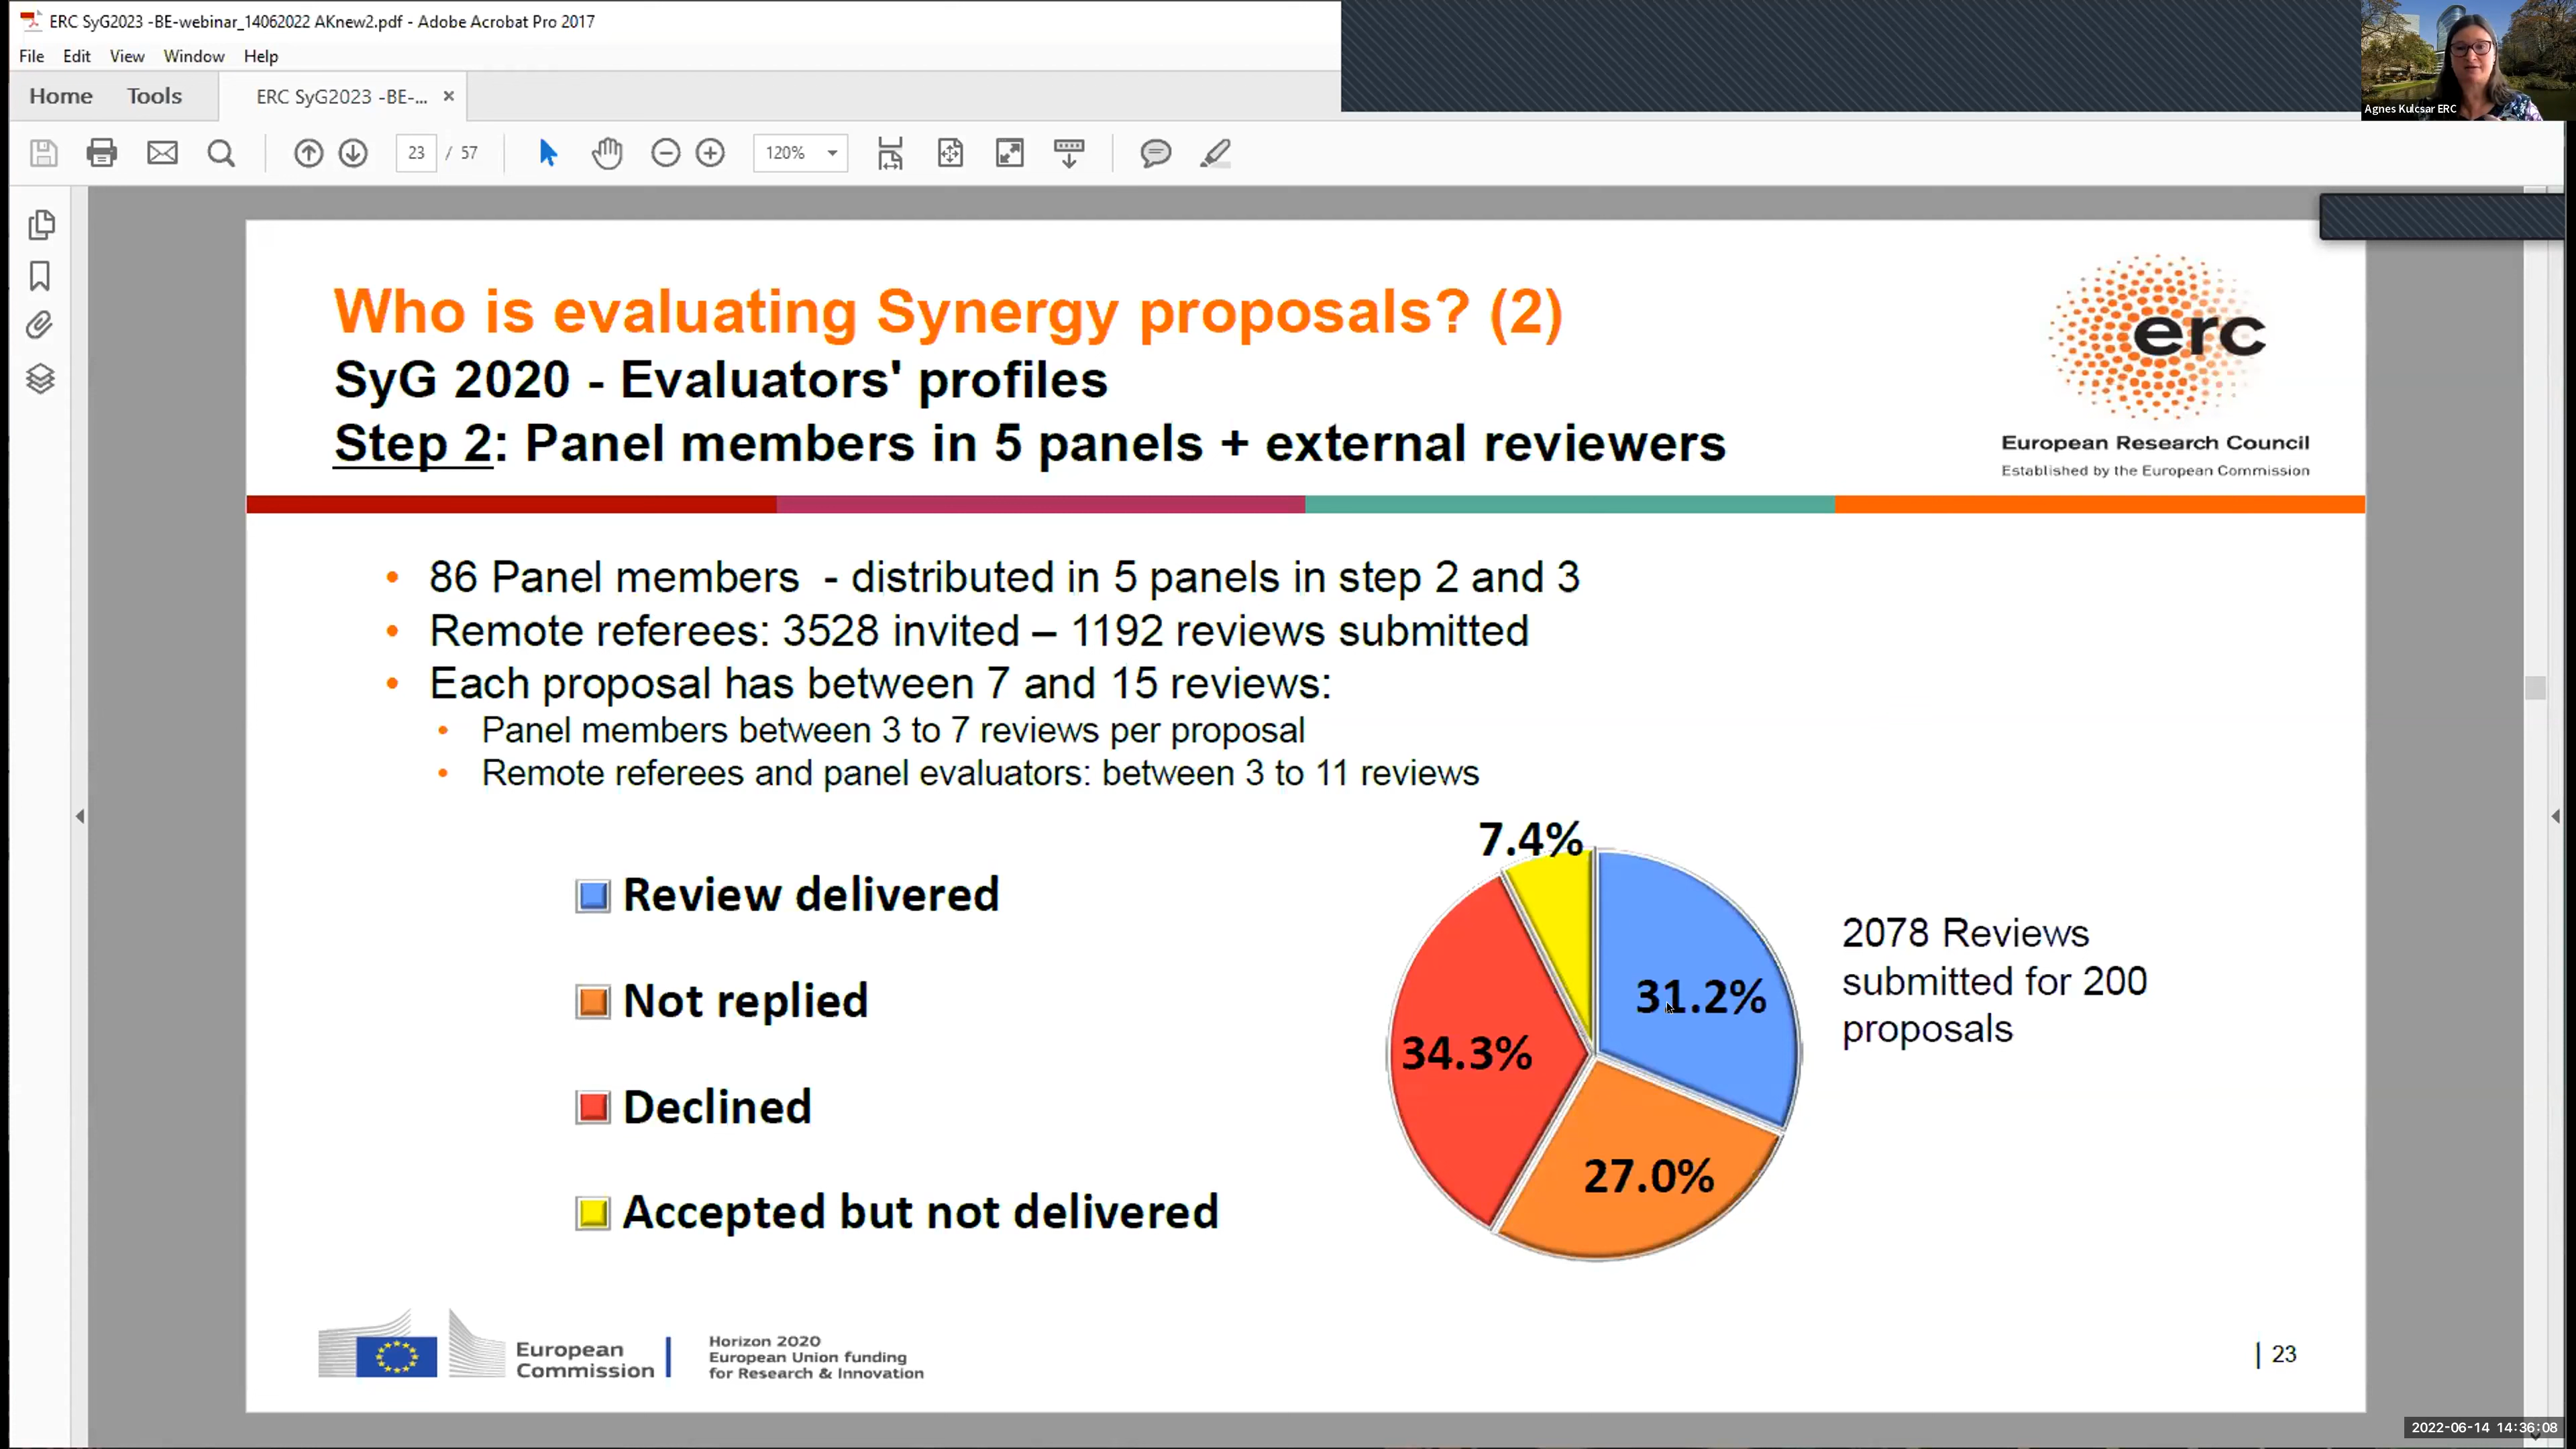 ERC SyG2023 -BE-webinar_14062022 AKnew2.pdf - Adobe Acrobat Pro 2017
File Edit View Window Help
Home Tools ERC SyG2023 -BE-... ×
23 / 57 120%
Agnes Kulcsar ERC
Who is evaluating Synergy proposals? (2)
SyG 2020 - Evaluators' profiles
Step 2: Panel members in 5 panels + external reviewers
erc
European Research Council
Established by the European Commission
• 86 Panel members - distributed in 5 panels in step 2 and 3
• Remote referees: 3528 invited – 1192 reviews submitted
• Each proposal has between 7 and 15 reviews:
• Panel members between 3 to 7 reviews per proposal
• Remote referees and panel evaluators: between 3 to 11 reviews
Review delivered
Not replied
Declined
Accepted but not delivered
7.4%
31.2%
34.3%
27.0%
2078 Reviews
submitted for 200
proposals
European
Commission
Horizon 2020
European Union funding
for Research & Innovation
| 23
2022-06-14 14:36:08